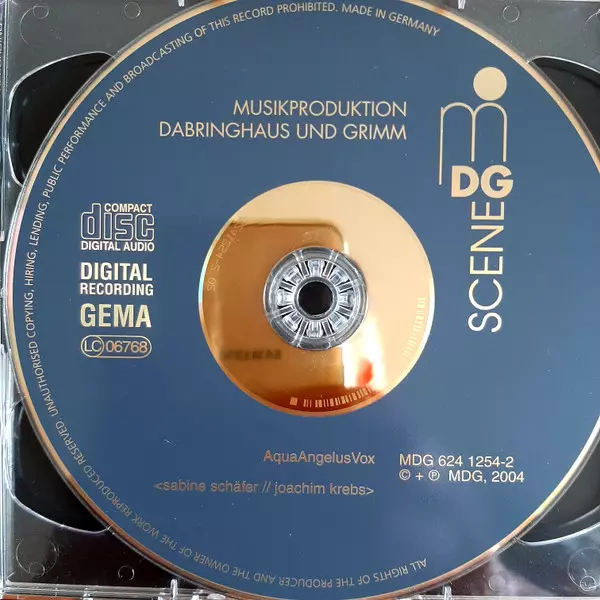 ALL RIGHTS OF THE PRODUCER AND THE OWNER OF THE WORK REPRODUCED RESERVED. UNAUTHORISED COPYING, HIRING, LENDING, PUBLIC PERFORMANCE AND BROADCASTING OF THIS RECORD PROHIBITED. MADE IN GERMANY
MUSIKPRODUKTION
DABRINGHAUS UND GRIMM
DG
SCENE
COMPACT
disc
DIGITAL AUDIO
DIGITAL
RECORDING
GEMA
LC 06768
AquaAngelusVox
<sabine schäfer // joachim krebs>
MDG 624 1254-2
© + ℗ MDG, 2004